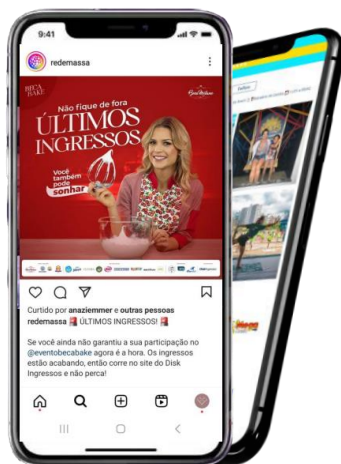 9:41
redemassa
BECA
BAKE
Não fique de fora
ÚLTIMOS
INGRESSOS
Você
também
pode
sonhar
Curtido por anaziemmer e outras pessoas
redemassa 🚨 ÚLTIMOS INGRESSOS! 🚨
Se você ainda não garantiu a sua participação no
@eventobecabake agora é a hora. Os ingressos
estão acabando, então corre no site do Disk
Ingressos e não perca!
Follow